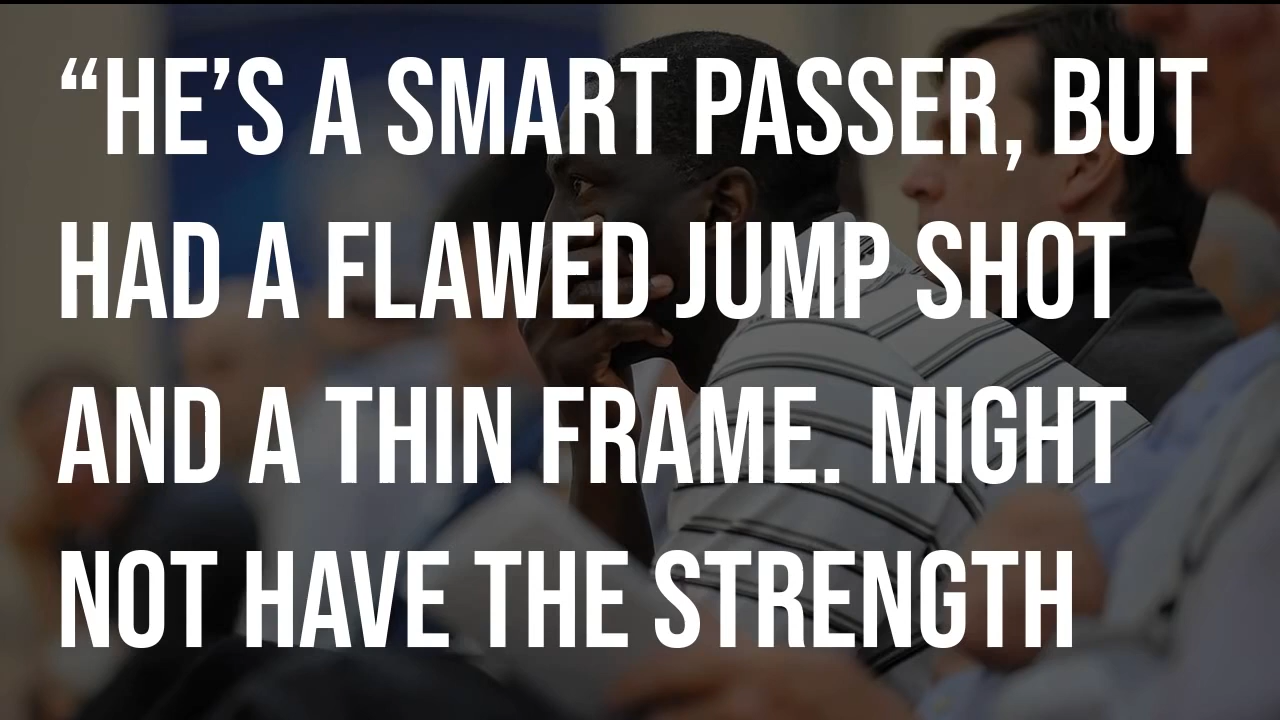 “HE’S A SMART PASSER, BUT
HAD A FLAWED JUMP SHOT
AND A THIN FRAME. MIGHT
NOT HAVE THE STRENGTH